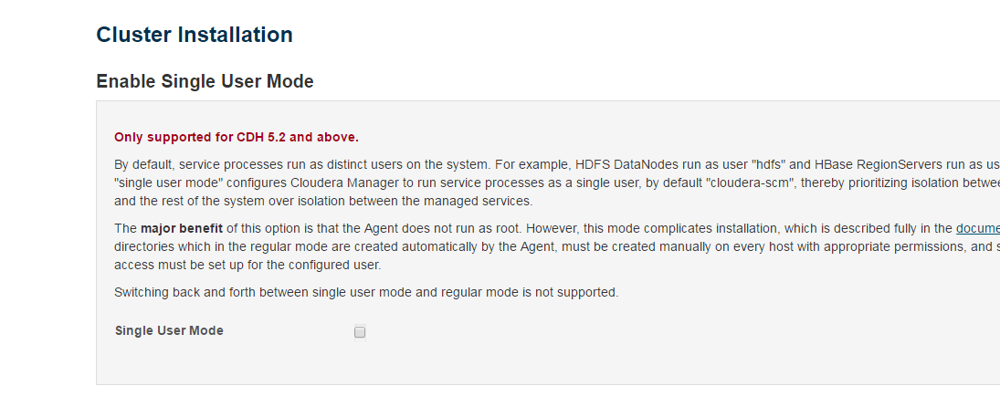 Cluster Installation
Enable Single User Mode
Only supported for CDH 5.2 and above.
By default, service processes run as distinct users on the system. For example, HDFS DataNodes run as user "hdfs" and HBase RegionServers run as
"single user mode" configures Cloudera Manager to run service processes as a single user, by default "cloudera-scm", thereby prioritizing isolation
and the rest of the system over isolation between the managed services.
The major benefit of this option is that the Agent does not run as root. However, this mode complicates installation, which is described fully in the
directories which in the regular mode are created automatically by the Agent, must be created manually on every host with appropriate permissions, and
access must be set up for the configured user.
Switching back and forth between single user mode and regular mode is not supported.
Single User Mode